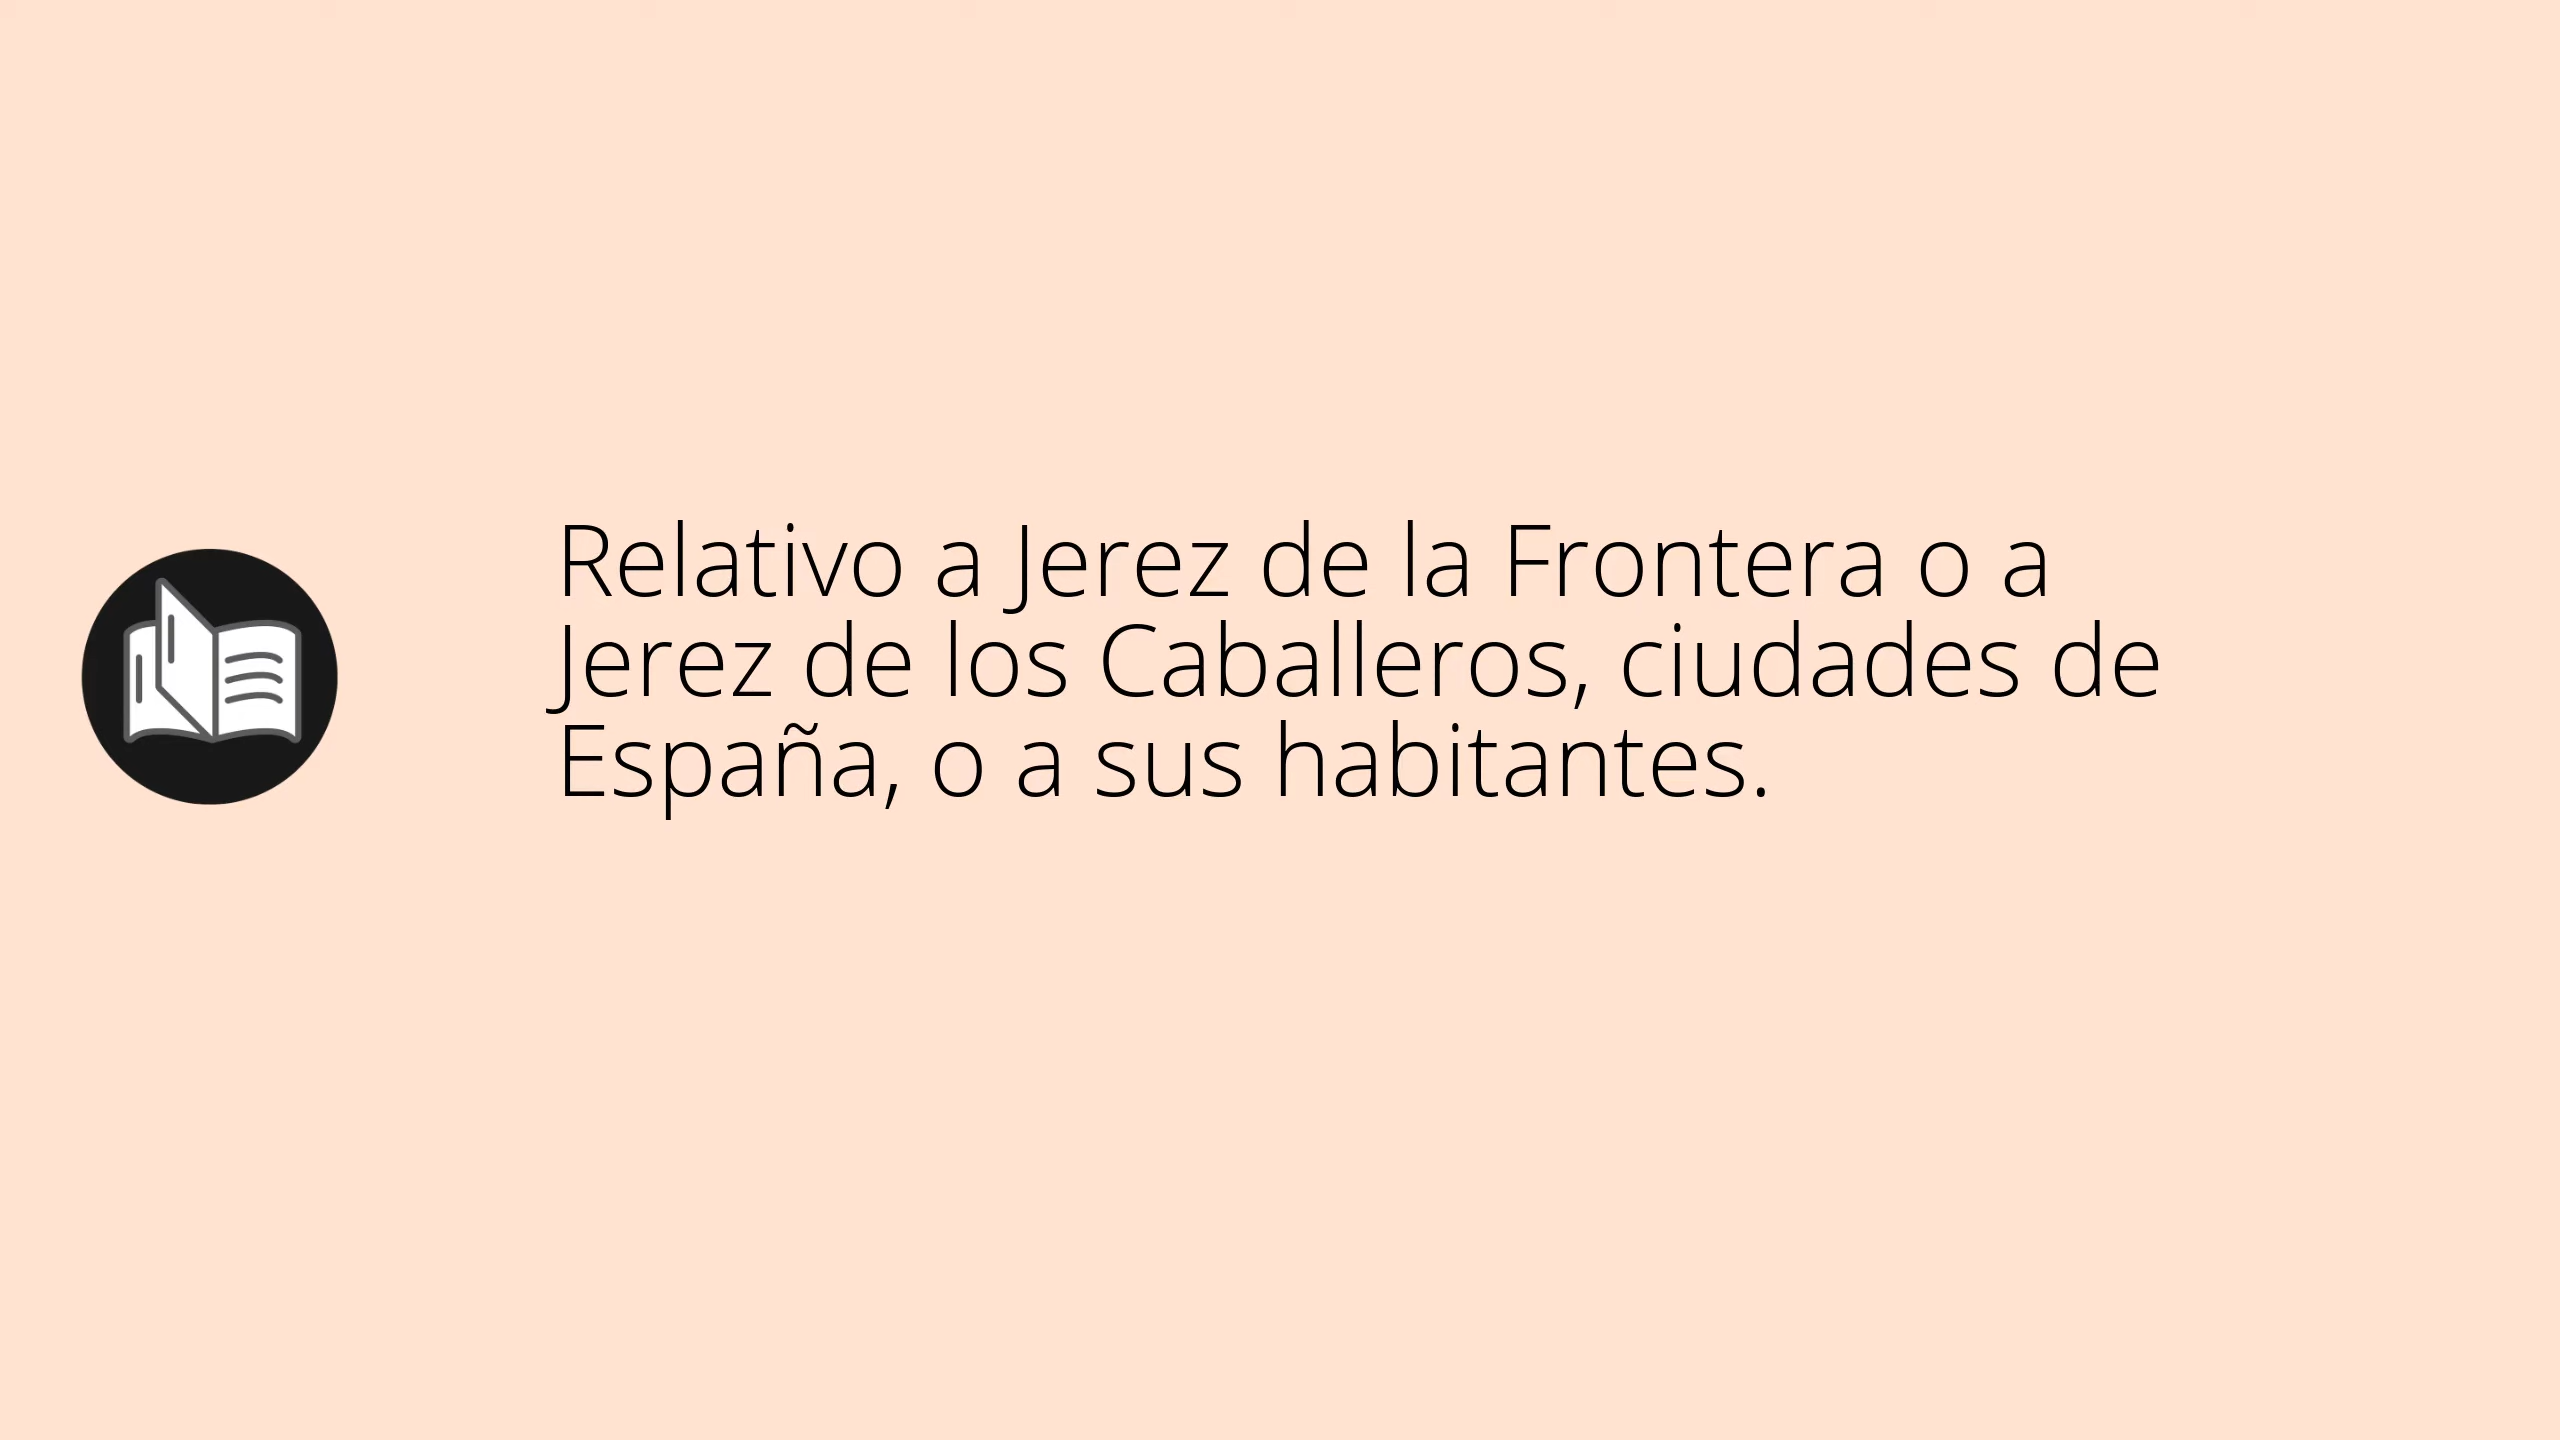 Relativo a Jerez de la Frontera o a
Jerez de los Caballeros, ciudades de
España, o a sus habitantes.